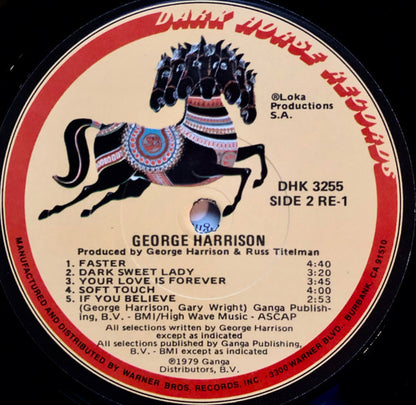 DARK HORSE RECORDS
℗Loka
Productions
S.A.
DHK 3255
SIDE 2 RE-1
GEORGE HARRISON
Produced by George Harrison & Russ Titelman
1. FASTER 4:40
2. DARK SWEET LADY 3:20
3. YOUR LOVE IS FOREVER 3:45
4. SOFT TOUCH 4:00
5. IF YOU BELIEVE 2:53
(George Harrison, Gary Wright) Ganga Publish-
ing, B.V. - BMI/High Wave Music - ASCAP
All selections written by George Harrison
except as indicated
All selections published by Ganga Publishing,
B.V. - BMI except as indicated
℗1979 Ganga
Distributors, B.V.
MANUFACTURED AND DISTRIBUTED BY WARNER BROS. RECORDS, INC. 3300 WARNER BLVD. - BURBANK, CA 91510